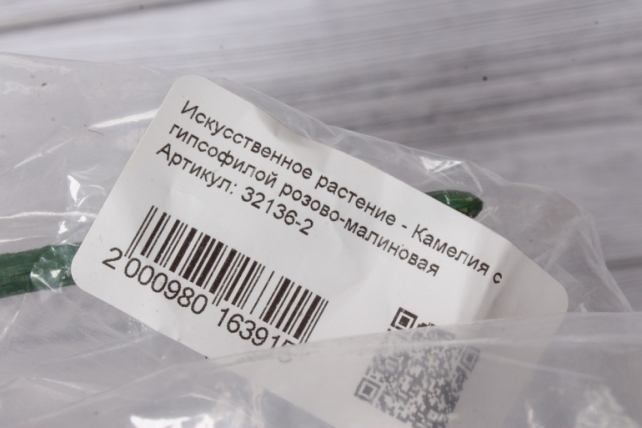 Искусственное растение - Камелия с
гипсофилой розово-малиновая
Артикул: 32136-2
2 000980 16391